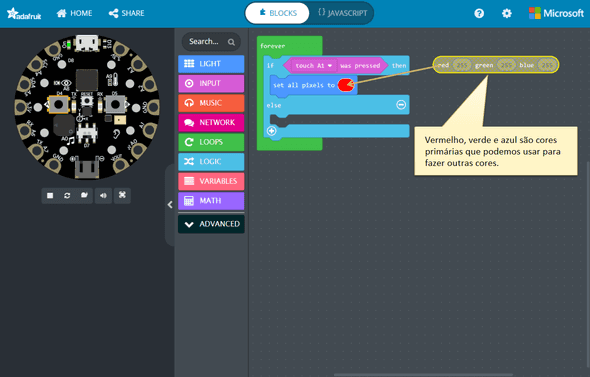 adafruit
HOME
SHARE
BLOCKS
{} JAVASCRIPT
Microsoft
Search...
LIGHT
INPUT
MUSIC
NETWORK
LOOPS
LOGIC
VARIABLES
MATH
ADVANCED
forever
if touch A1 was pressed then
set all pixels to
else
red 255 green 255 blue 255
Vermelho, verde e azul são cores
primárias que podemos usar para
fazer outras cores.